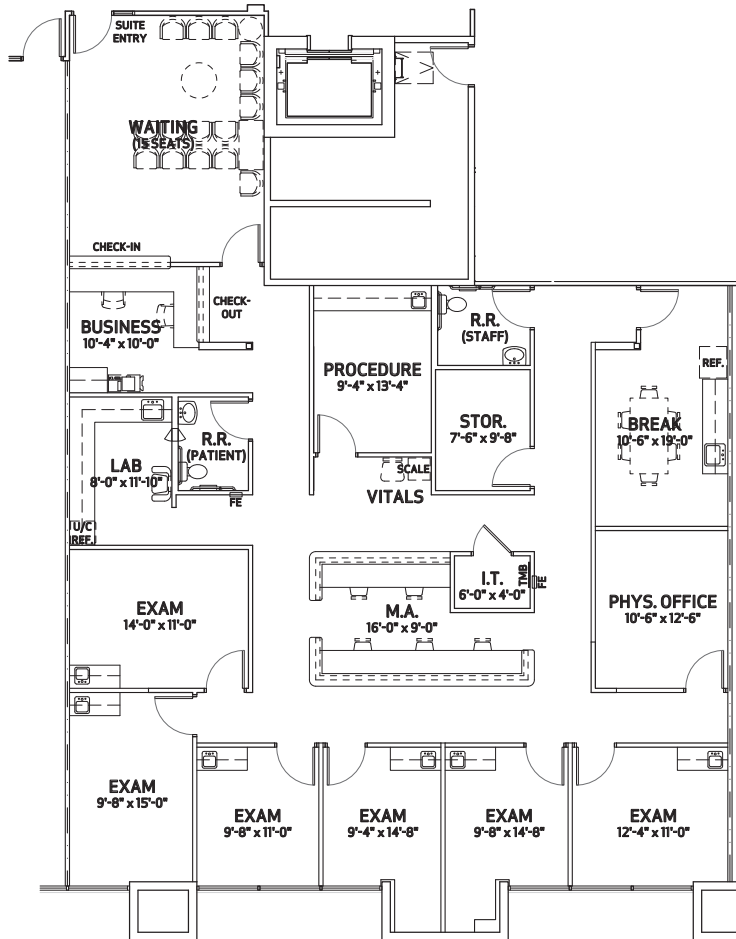 SUITE
ENTRY
WAITING
(15 SEATS)
CHECK-IN
CHECK-
OUT
BUSINESS
10'-4" x 10'-0"
R.R.
(STAFF)
PROCEDURE
9'-4" x 13'-4"
REF.
STOR.
7'-6" x 9'-8"
BREAK
10'-6" x 19'-0"
R.R.
(PATIENT)
LAB
8'-0" x 11'-10"
SCALE
VITALS
FE
U/C
REF.
I.T.
6'-0" x 4'-0"
TMB
FE
EXAM
14'-0" x 11'-0"
M.A.
16'-0" x 9'-0"
PHYS. OFFICE
10'-6" x 12'-6"
EXAM
9'-8" x 15'-0"
EXAM
9'-8" x 11'-0"
EXAM
9'-4" x 14'-8"
EXAM
9'-8" x 14'-8"
EXAM
12'-4" x 11'-0"